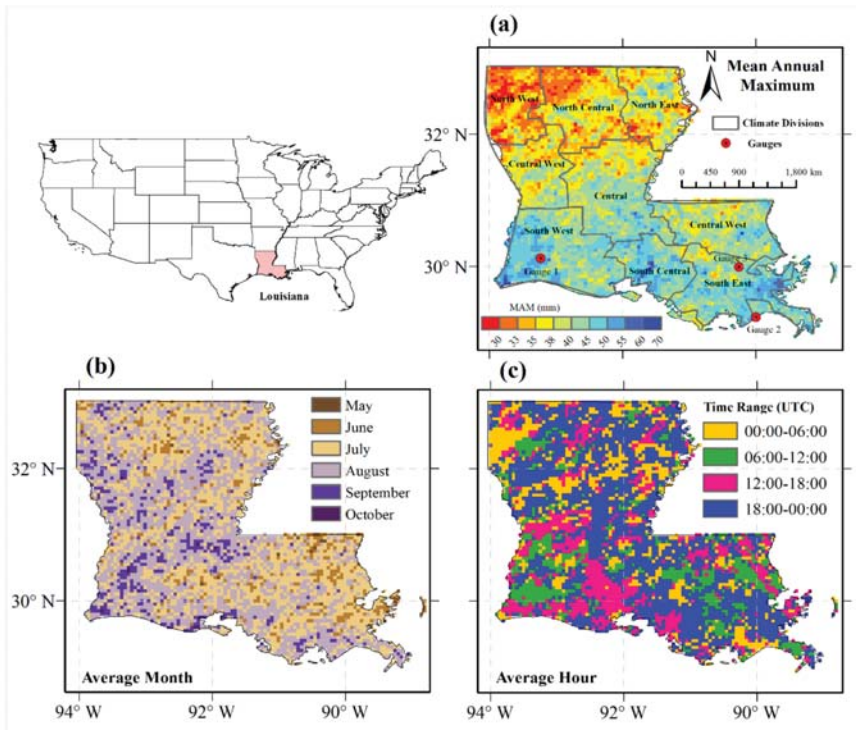 (a)
N
Mean Annual
Maximum
Climate Divisions
Gauges
0 450 900 1,800 km
North West
North Central
North East
Central West
Central
South West
Central West
Gauge 1
South Central
Gauge 3
South East
Gauge 2
MAM (mm)
30 33 35 38 40 45 50 55 60 70
32° N
30° N
Louisiana
(b)
May
June
July
August
September
October
32° N
30° N
Average Month
94° W 92° W 90° W
(c)
Time Range (UTC)
00:00-06:00
06:00-12:00
12:00-18:00
18:00-00:00
Average Hour
94° W 92° W 90° W